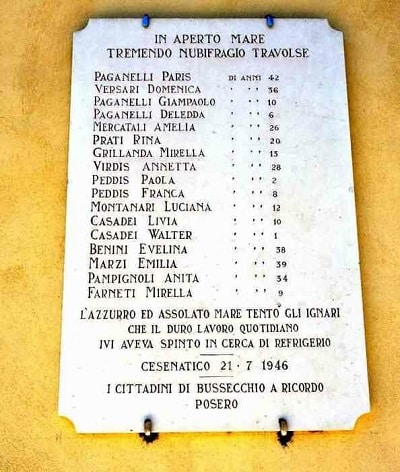 IN APERTO MARE
TREMENDO NUBIFRAGIO TRAVOLSE
PAGANELLI PARIS DI ANNI 42
VERSARI DOMENICA " " 36
PAGANELLI GIAMPAOLO " " 10
PAGANELLI DELEDDA " " 6
MERCATALI AMELIA " " 26
PRATI RINA " " 20
GRILLANDA MIRELLA " " 15
VIRDIS ANNETTA " " 28
PEDDIS PAOLA " " 2
PEDDIS FRANCA " " 8
MONTANARI LUCIANA " " 12
CASADEI LIVIA " " 10
CASADEI WALTER " " 1
BENINI EVELINA " " 38
MARZI EMILIA " " 39
PAMPIGNOLI ANITA " " 34
FARNETI MIRELLA " " 9
L'AZZURRO ED ASSOLATO MARE TENTÒ GLI IGNARI
CHE IL DURO LAVORO QUOTIDIANO
IVI AVEVA SPINTO IN CERCA DI REFRIGERIO
CESENATICO 21 · 7 1946
I CITTADINI DI BUSSECCHIO A RICORDO
POSERO